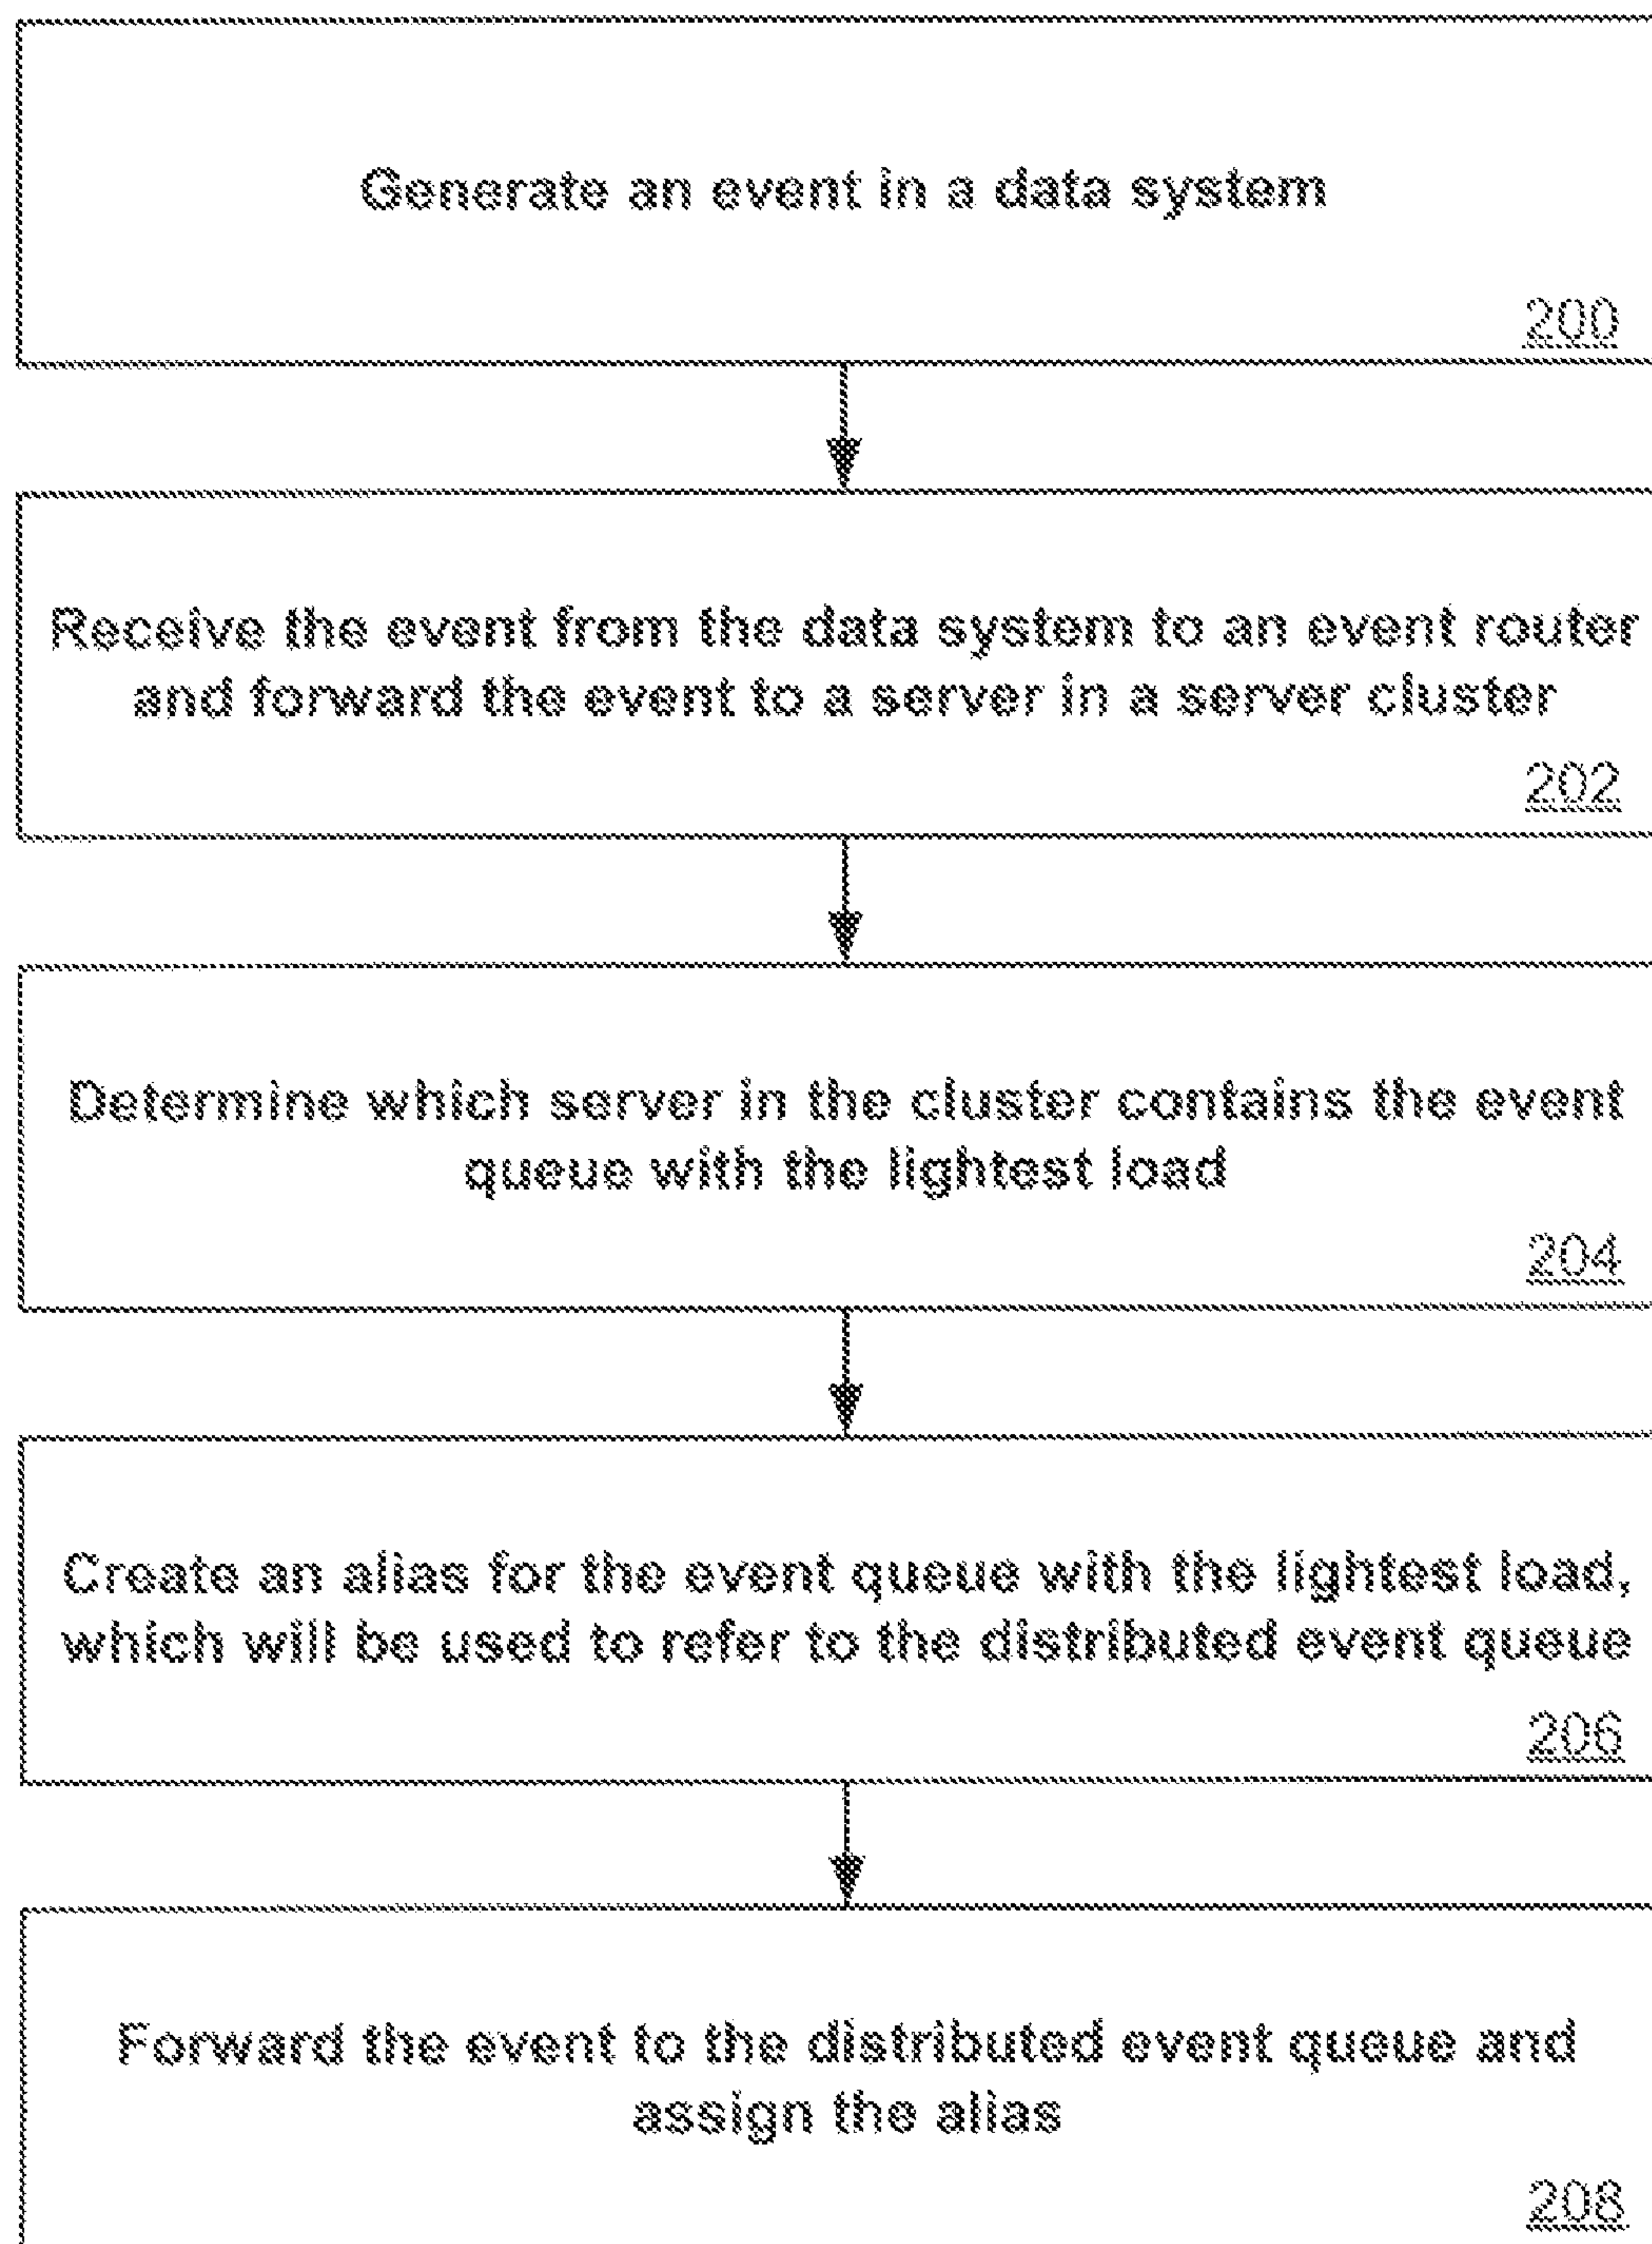 Generate an event in a data system
200
Receive the event from the data system to an event router
and forward the event to a server in a server cluster
202
Determine which server in the cluster contains the event
queue with the lightest load
204
Create an alias for the event queue with the lightest load,
which will be used to refer to the distributed event queue
206
Forward the event to the distributed event queue and
assign the alias
208